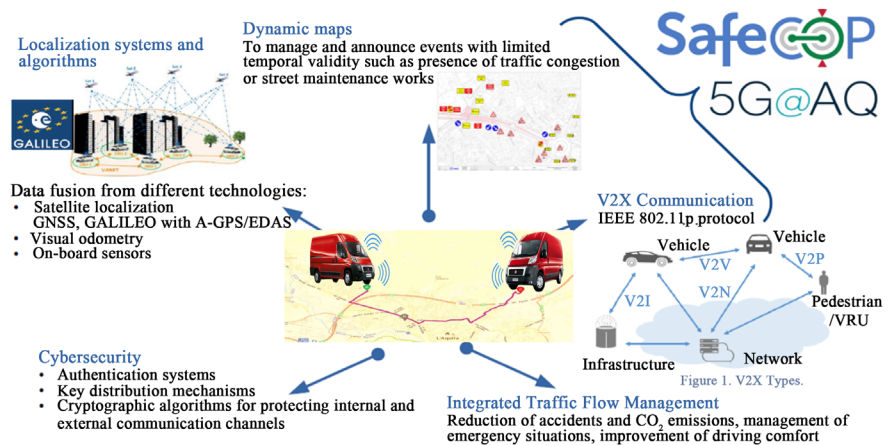 Localization systems and
algorithms
GALILEO
VANET
Data fusion from different technologies:
• Satellite localization
GNSS, GALILEO with A-GPS/EDAS
• Visual odometry
• On-board sensors
Dynamic maps
To manage and announce events with limited
temporal validity such as presence of traffic congestion
or street maintenance works
SafeCOP
5G@AQ
V2X Communication
IEEE 802.11p protocol
Vehicle
Vehicle
V2V
V2P
V2I
V2N
Pedestrian
/VRU
Infrastructure
Network
Figure 1. V2X Types.
L'Aquila
Cybersecurity
• Authentication systems
• Key distribution mechanisms
• Cryptographic algorithms for protecting internal and
external communication channels
Integrated Traffic Flow Management
Reduction of accidents and CO2 emissions, management of
emergency situations, improvement of driving comfort